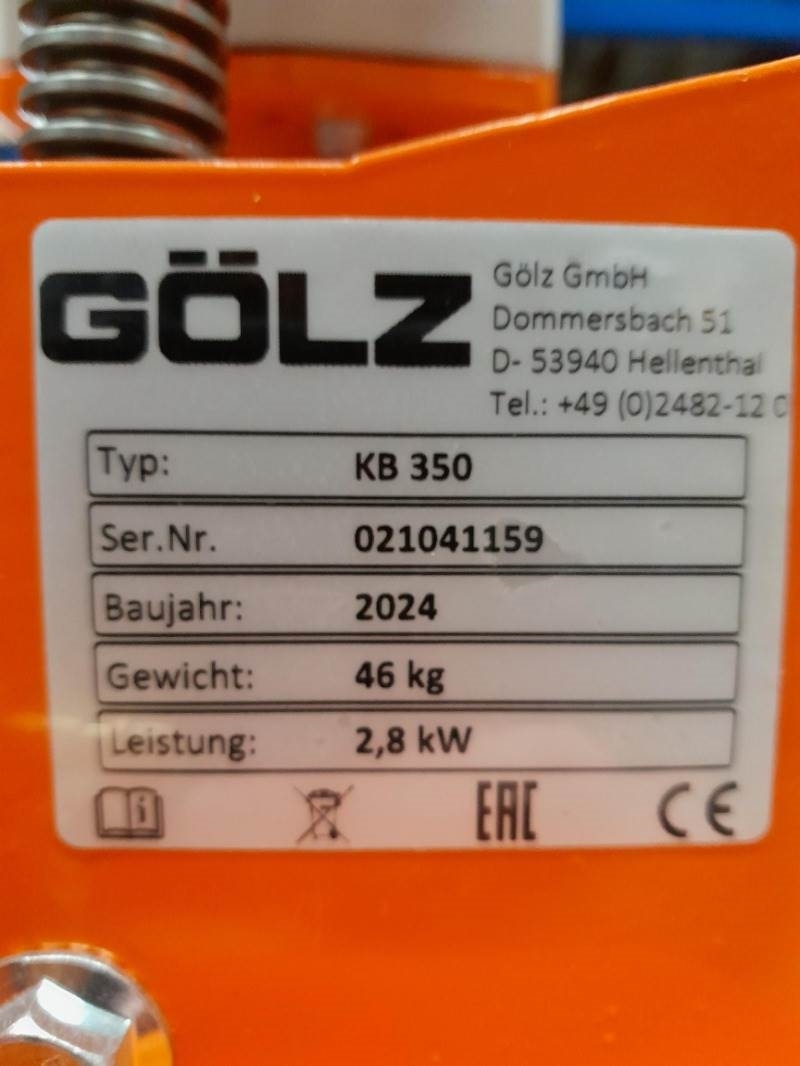 GÖLZ
Gölz GmbH
Dommersbach 51
D- 53940 Hellenthal
Tel.: +49 (0)2482-12 0
Typ: KB 350
Ser.Nr. 021041159
Baujahr: 2024
Gewicht: 46 kg
Leistung: 2,8 kW
i EAC CE